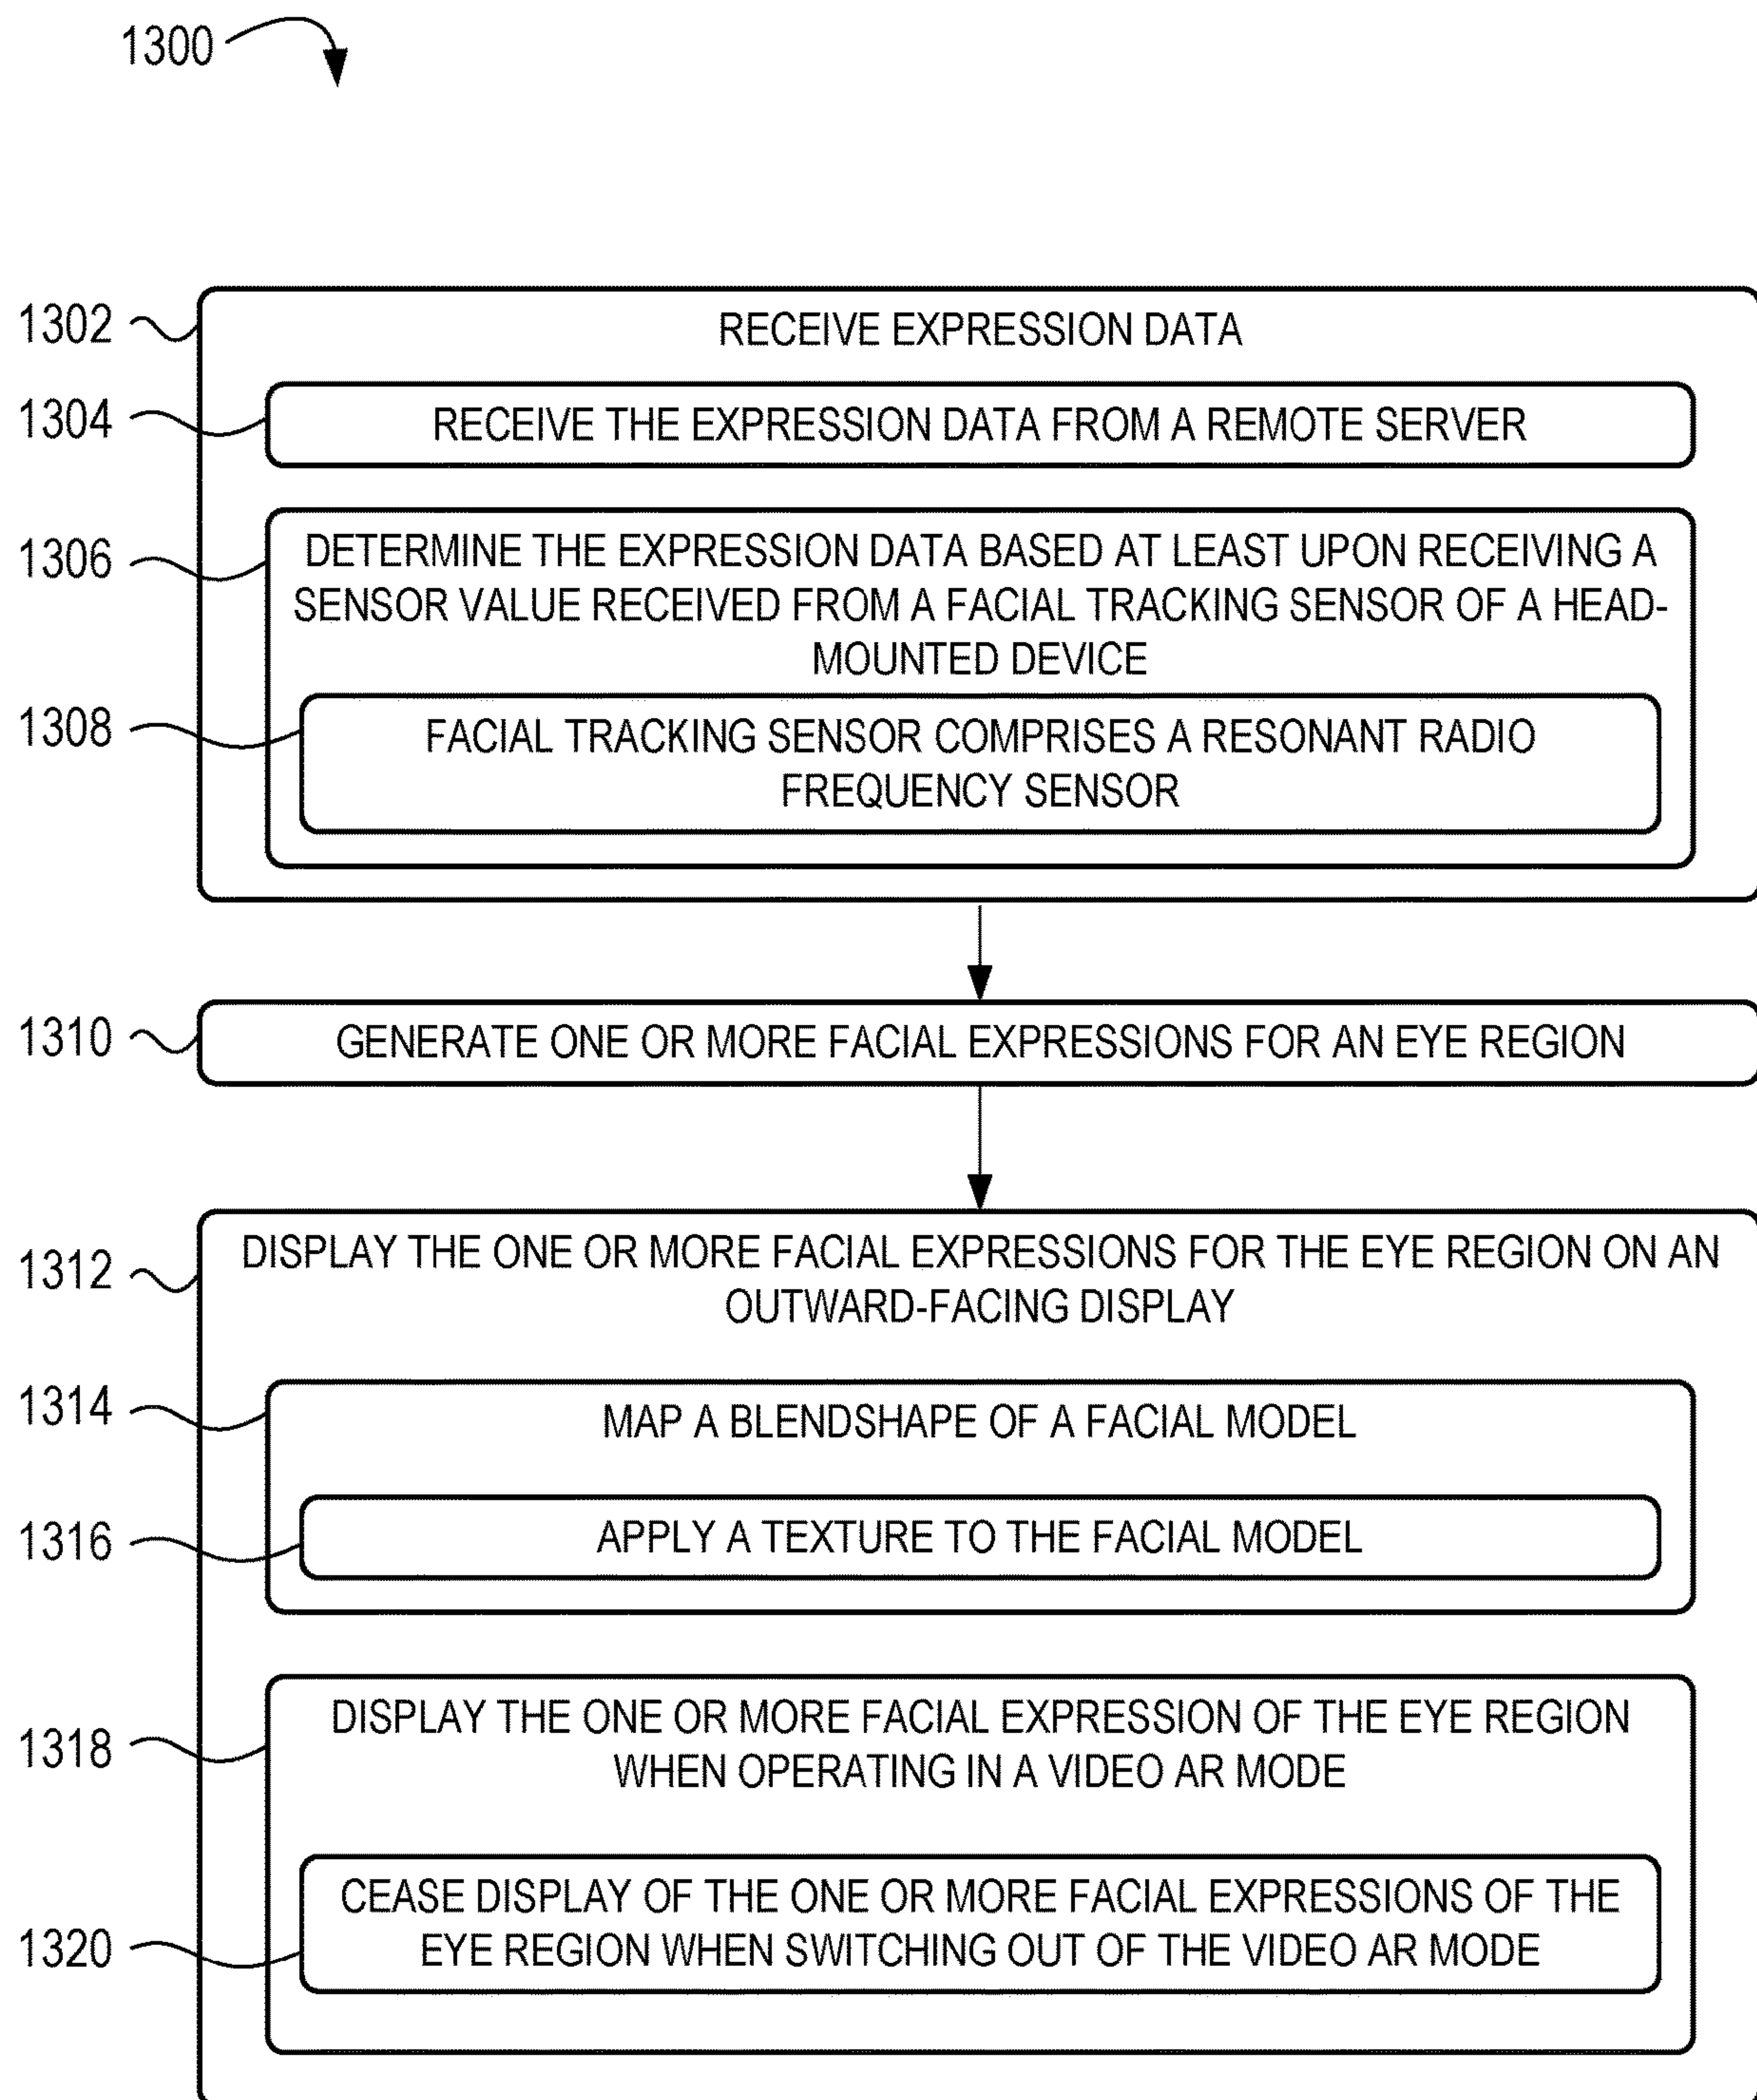 1300
1302
RECEIVE EXPRESSION DATA
1304
RECEIVE THE EXPRESSION DATA FROM A REMOTE SERVER
1306
DETERMINE THE EXPRESSION DATA BASED AT LEAST UPON RECEIVING A
SENSOR VALUE RECEIVED FROM A FACIAL TRACKING SENSOR OF A HEAD-
MOUNTED DEVICE
1308
FACIAL TRACKING SENSOR COMPRISES A RESONANT RADIO
FREQUENCY SENSOR
1310
GENERATE ONE OR MORE FACIAL EXPRESSIONS FOR AN EYE REGION
1312
DISPLAY THE ONE OR MORE FACIAL EXPRESSIONS FOR THE EYE REGION ON AN
OUTWARD-FACING DISPLAY
1314
MAP A BLENDSHAPE OF A FACIAL MODEL
1316
APPLY A TEXTURE TO THE FACIAL MODEL
1318
DISPLAY THE ONE OR MORE FACIAL EXPRESSION OF THE EYE REGION
WHEN OPERATING IN A VIDEO AR MODE
1320
CEASE DISPLAY OF THE ONE OR MORE FACIAL EXPRESSIONS OF THE
EYE REGION WHEN SWITCHING OUT OF THE VIDEO AR MODE